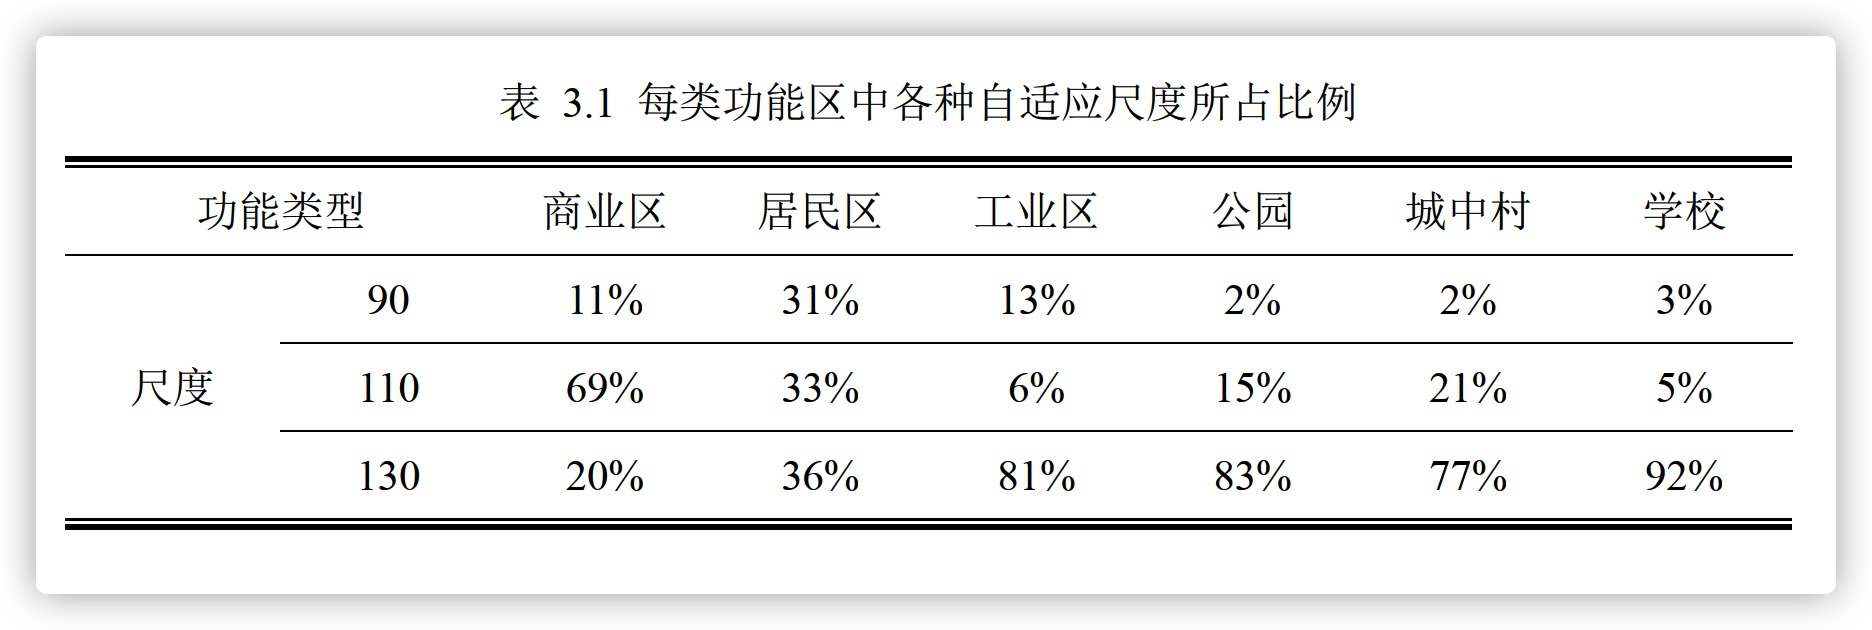 表 3.1 每类功能区中各种自适应尺度所占比例
功能类型 商业区 居民区 工业区 公园 城中村 学校
90 11% 31% 13% 2% 2% 3%
尺度 110 69% 33% 6% 15% 21% 5%
130 20% 36% 81% 83% 77% 92%